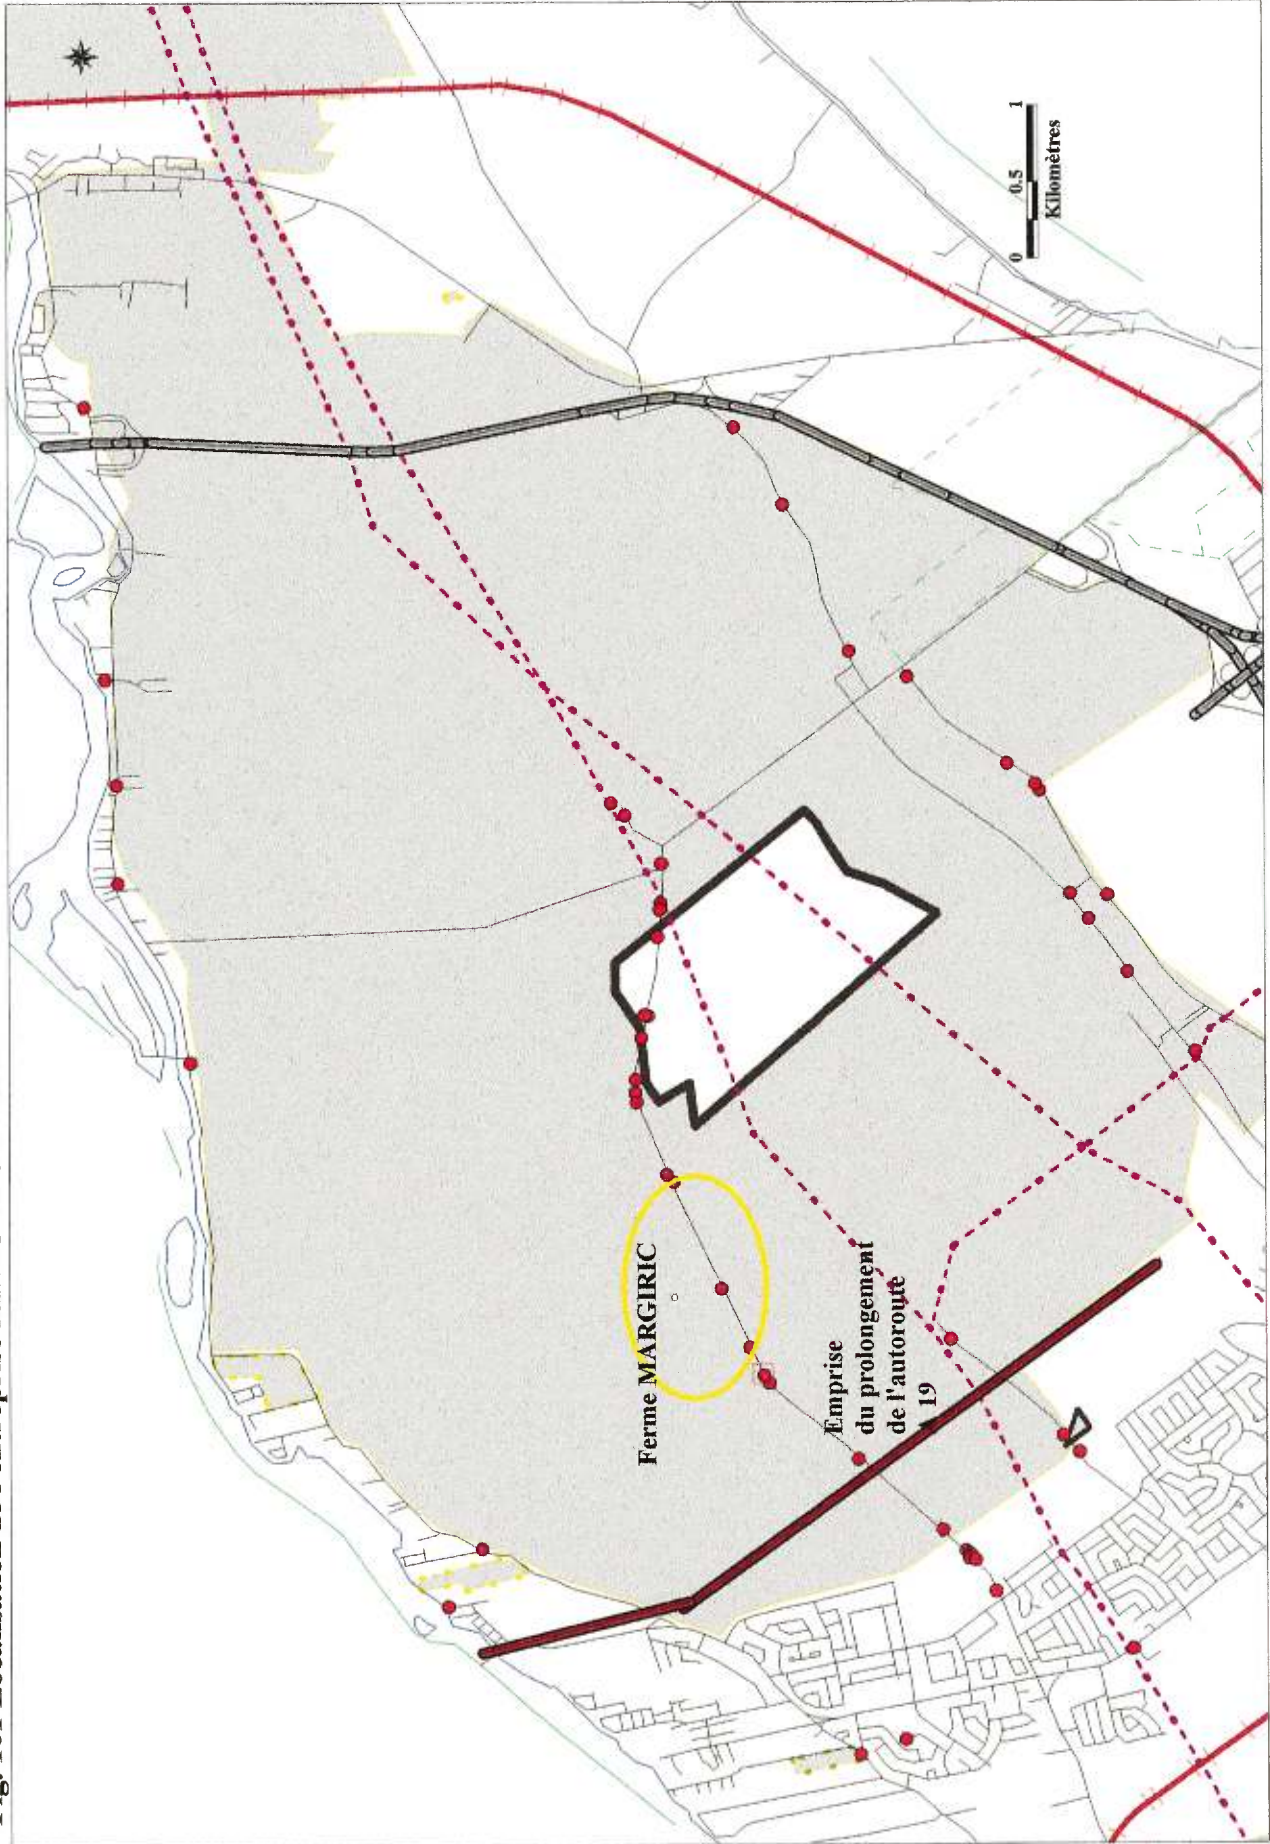 Ferme MARGIRIC
Emprise
du prolongement
de l'autoroute
19
0 0.5 1
Kilomètres